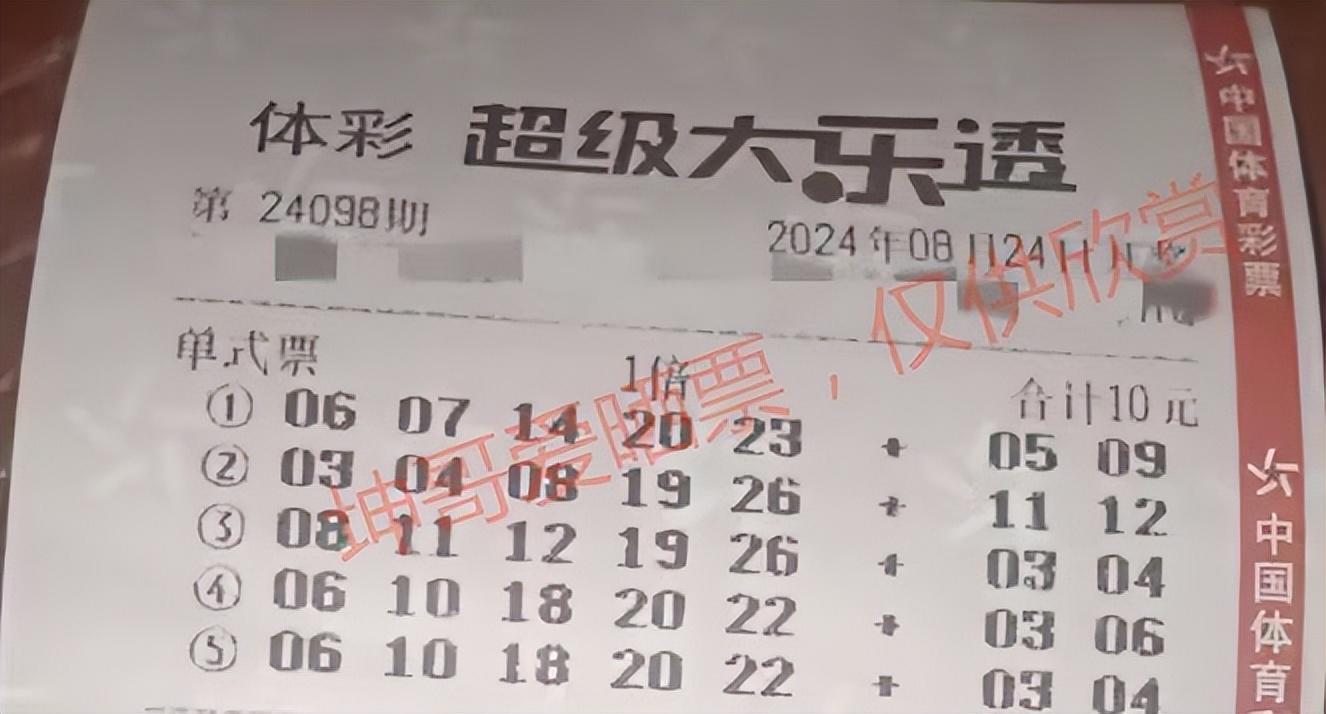 体彩 超级大乐透
第 24098期
2024年08月24日
单式票 1倍 合计10元
① 06 07 14 20 23 + 05 09
② 03 04 08 19 26 + 11 12
③ 08 11 12 19 26 + 03 04
④ 06 10 18 20 22 + 03 06
⑤ 06 10 18 20 22 + 03 04
坤哥爱晒票，仅供欣赏
中国体育彩票
中国体育